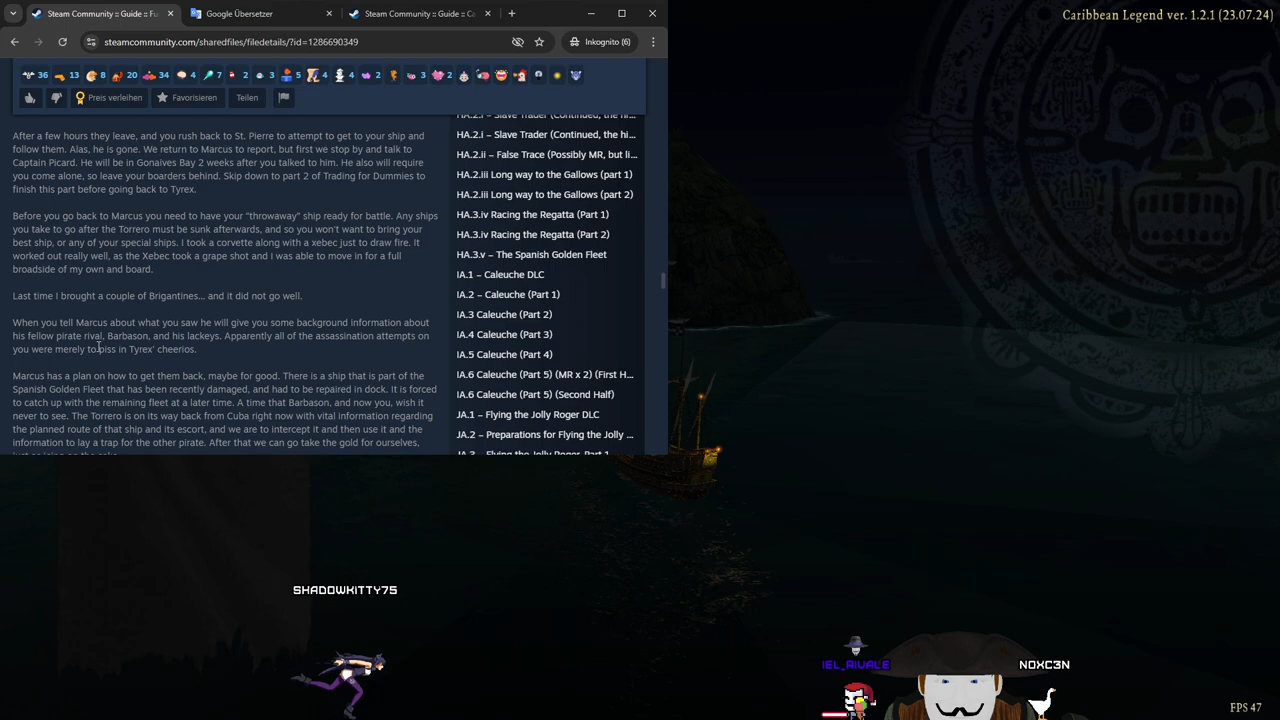 Caribbean Legend ver. 1.2.1 (23.07.24)
Steam Community :: Guide :: Fu
Google Übersetzer
Steam Community :: Guide :: Ce
steamcommunity.com/sharedfiles/filedetails/?id=1286690349
Inkognito (6)
36 13 8 20 34 4 7 2 3 5 4 4 2 3 2
Preis verleihen
Favorisieren
Teilen
After a few hours they leave, and you rush back to St. Pierre to attempt to get to your ship and
follow them. Alas, he is gone. We return to Marcus to report, but first we stop by and talk to
Captain Picard. He will be in Gonaives Bay 2 weeks after you talked to him. He also will require
you come alone, so leave your boarders behind. Skip down to part 2 of Trading for Dummies to
finish this part before going back to Tyrex.
Before you go back to Marcus you need to have your "throwaway" ship ready for battle. Any ships
you take to go after the Torrero must be sunk afterwards, and so you won't want to bring your
best ship, or any of your special ships. I took a corvette along with a xebec just to draw fire. It
worked out really well, as the Xebec took a grape shot and I was able to move in for a full
broadside of my own and board.
Last time I brought a couple of Brigantines... and it did not go well.
When you tell Marcus about what you saw he will give you some background information about
his fellow pirate rival, Barbason, and his lackeys. Apparently all of the assassination attempts on
you were merely to piss in Tyrex' cheerios.
Marcus has a plan on how to get them back, maybe for good. There is a ship that is part of the
Spanish Golden Fleet that has been recently damaged, and had to be repaired in dock. It is forced
to catch up with the remaining fleet at a later time. A time that Barbason, and now you, wish it
never to see. The Torrero is on its way back from Cuba right now with vital information regarding
the planned route of that ship and its escort, and we are to intercept it and then use it and the
information to lay a trap for the other pirate. After that we can go take the gold for ourselves,
just as icing on the cake.
HA.2.i – Slave Trader (Continued, the hi...
HA.2.i – Slave Trader (Continued, the hi...
HA.2.ii – False Trace (Possibly MR, but li...
HA.2.iii Long way to the Gallows (part 1)
HA.2.iii Long way to the Gallows (part 2)
HA.3.iv Racing the Regatta (Part 1)
HA.3.iv Racing the Regatta (Part 2)
HA.3.v – The Spanish Golden Fleet
IA.1 – Caleuche DLC
IA.2 – Caleuche (Part 1)
IA.3 Caleuche (Part 2)
IA.4 Caleuche (Part 3)
IA.5 Caleuche (Part 4)
IA.6 Caleuche (Part 5) (MR x 2) (First H...
IA.6 Caleuche (Part 5) (Second Half)
JA.1 – Flying the Jolly Roger DLC
JA.2 – Preparations for Flying the Jolly ...
JA.3 – Flying the Jolly Roger, Part 1
SHADOWKITTY75
IEL_RIVALE
NOXC3N
FPS 47